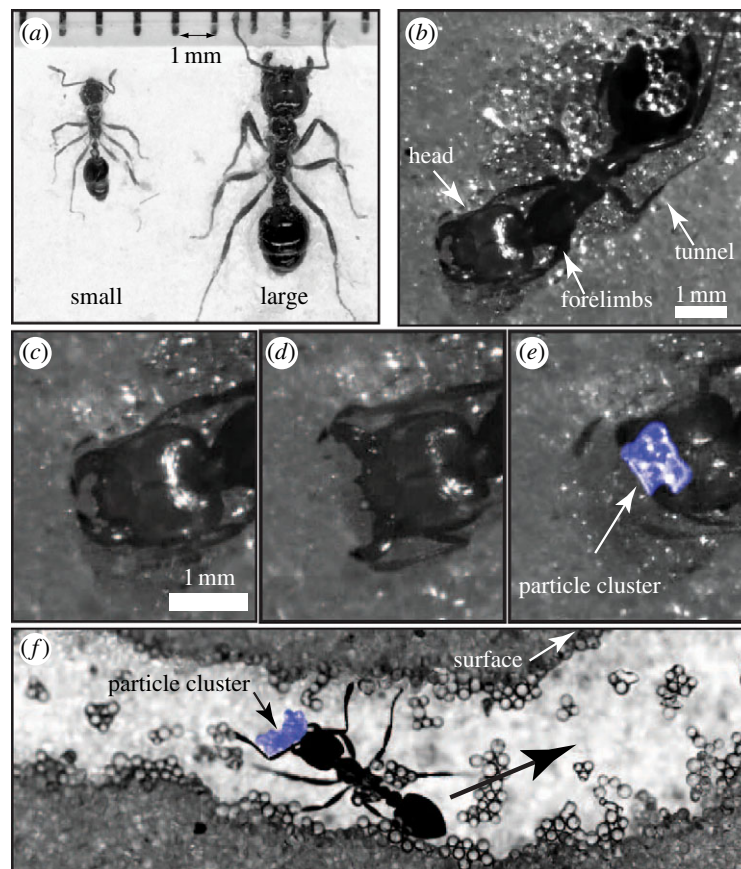 (a)
1 mm
small
large
(b)
head
tunnel
forelimbs
1 mm
(c)
1 mm
(d)
(e)
particle cluster
(f)
particle cluster
surface